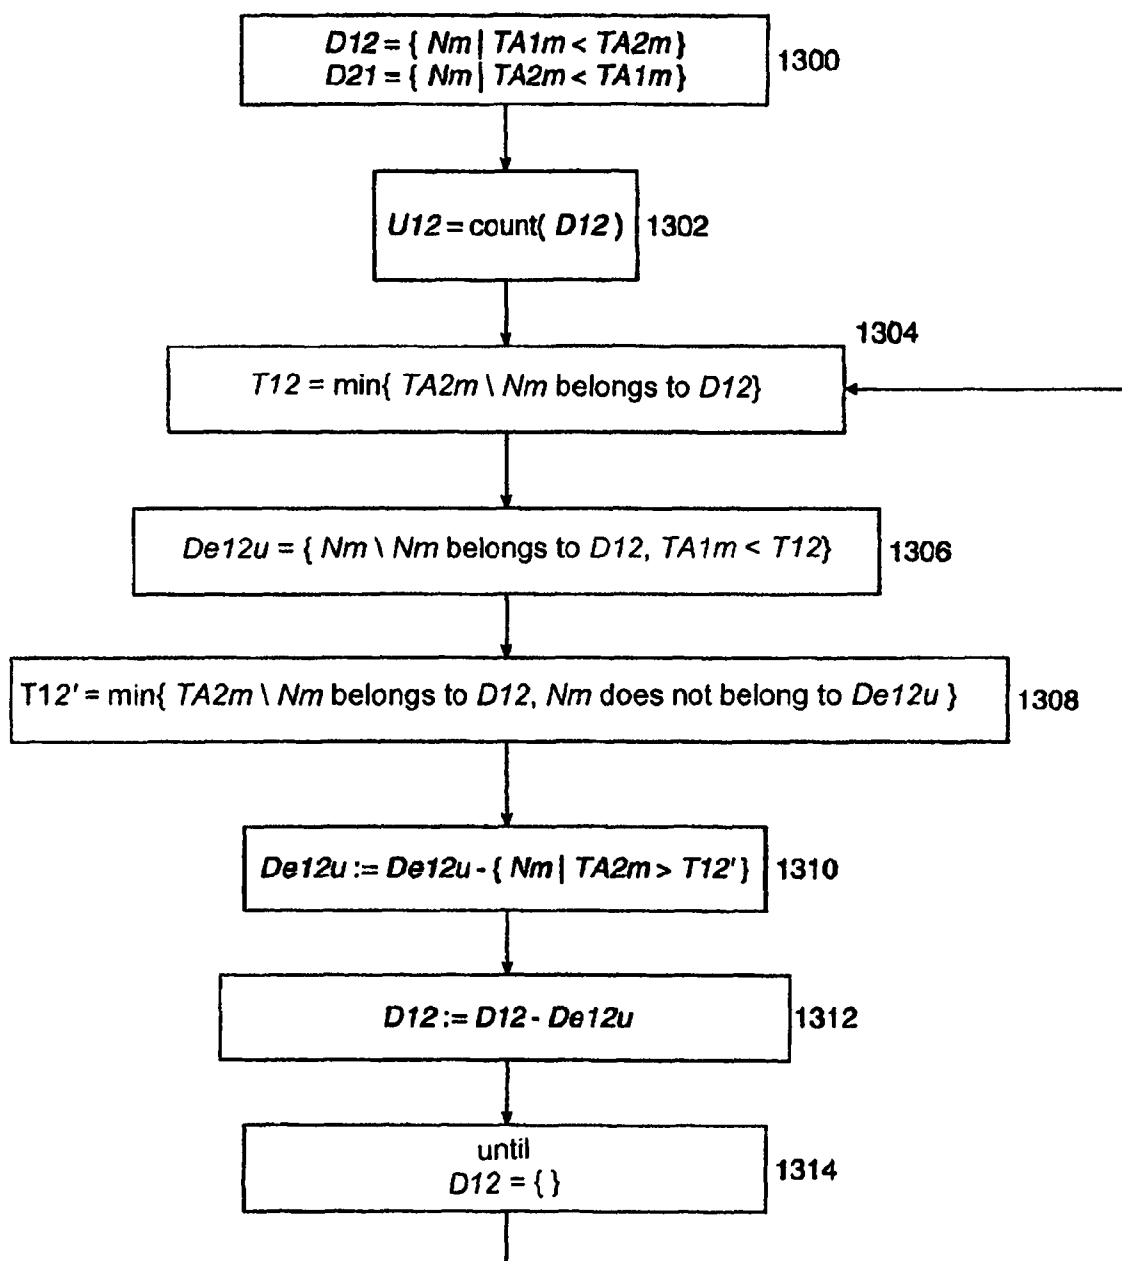 D12 = { Nm | TA1m < TA2m }
D21 = { Nm | TA2m < TA1m }
1300
U12 = count( D12 )
1302
1304
T12 = min{ TA2m \ Nm belongs to D12}
De12u = { Nm \ Nm belongs to D12, TA1m < T12}
1306
T12' = min{ TA2m \ Nm belongs to D12, Nm does not belong to De12u }
1308
De12u := De12u - { Nm | TA2m > T12' }
1310
D12 := D12 - De12u
1312
until
D12 = { }
1314